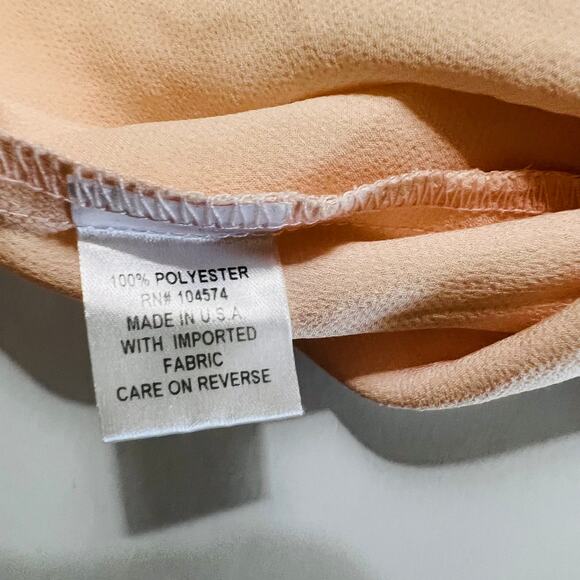 100% POLYESTER
RN# 104574
MADE IN U.S.A.
WITH IMPORTED
FABRIC
CARE ON REVERSE